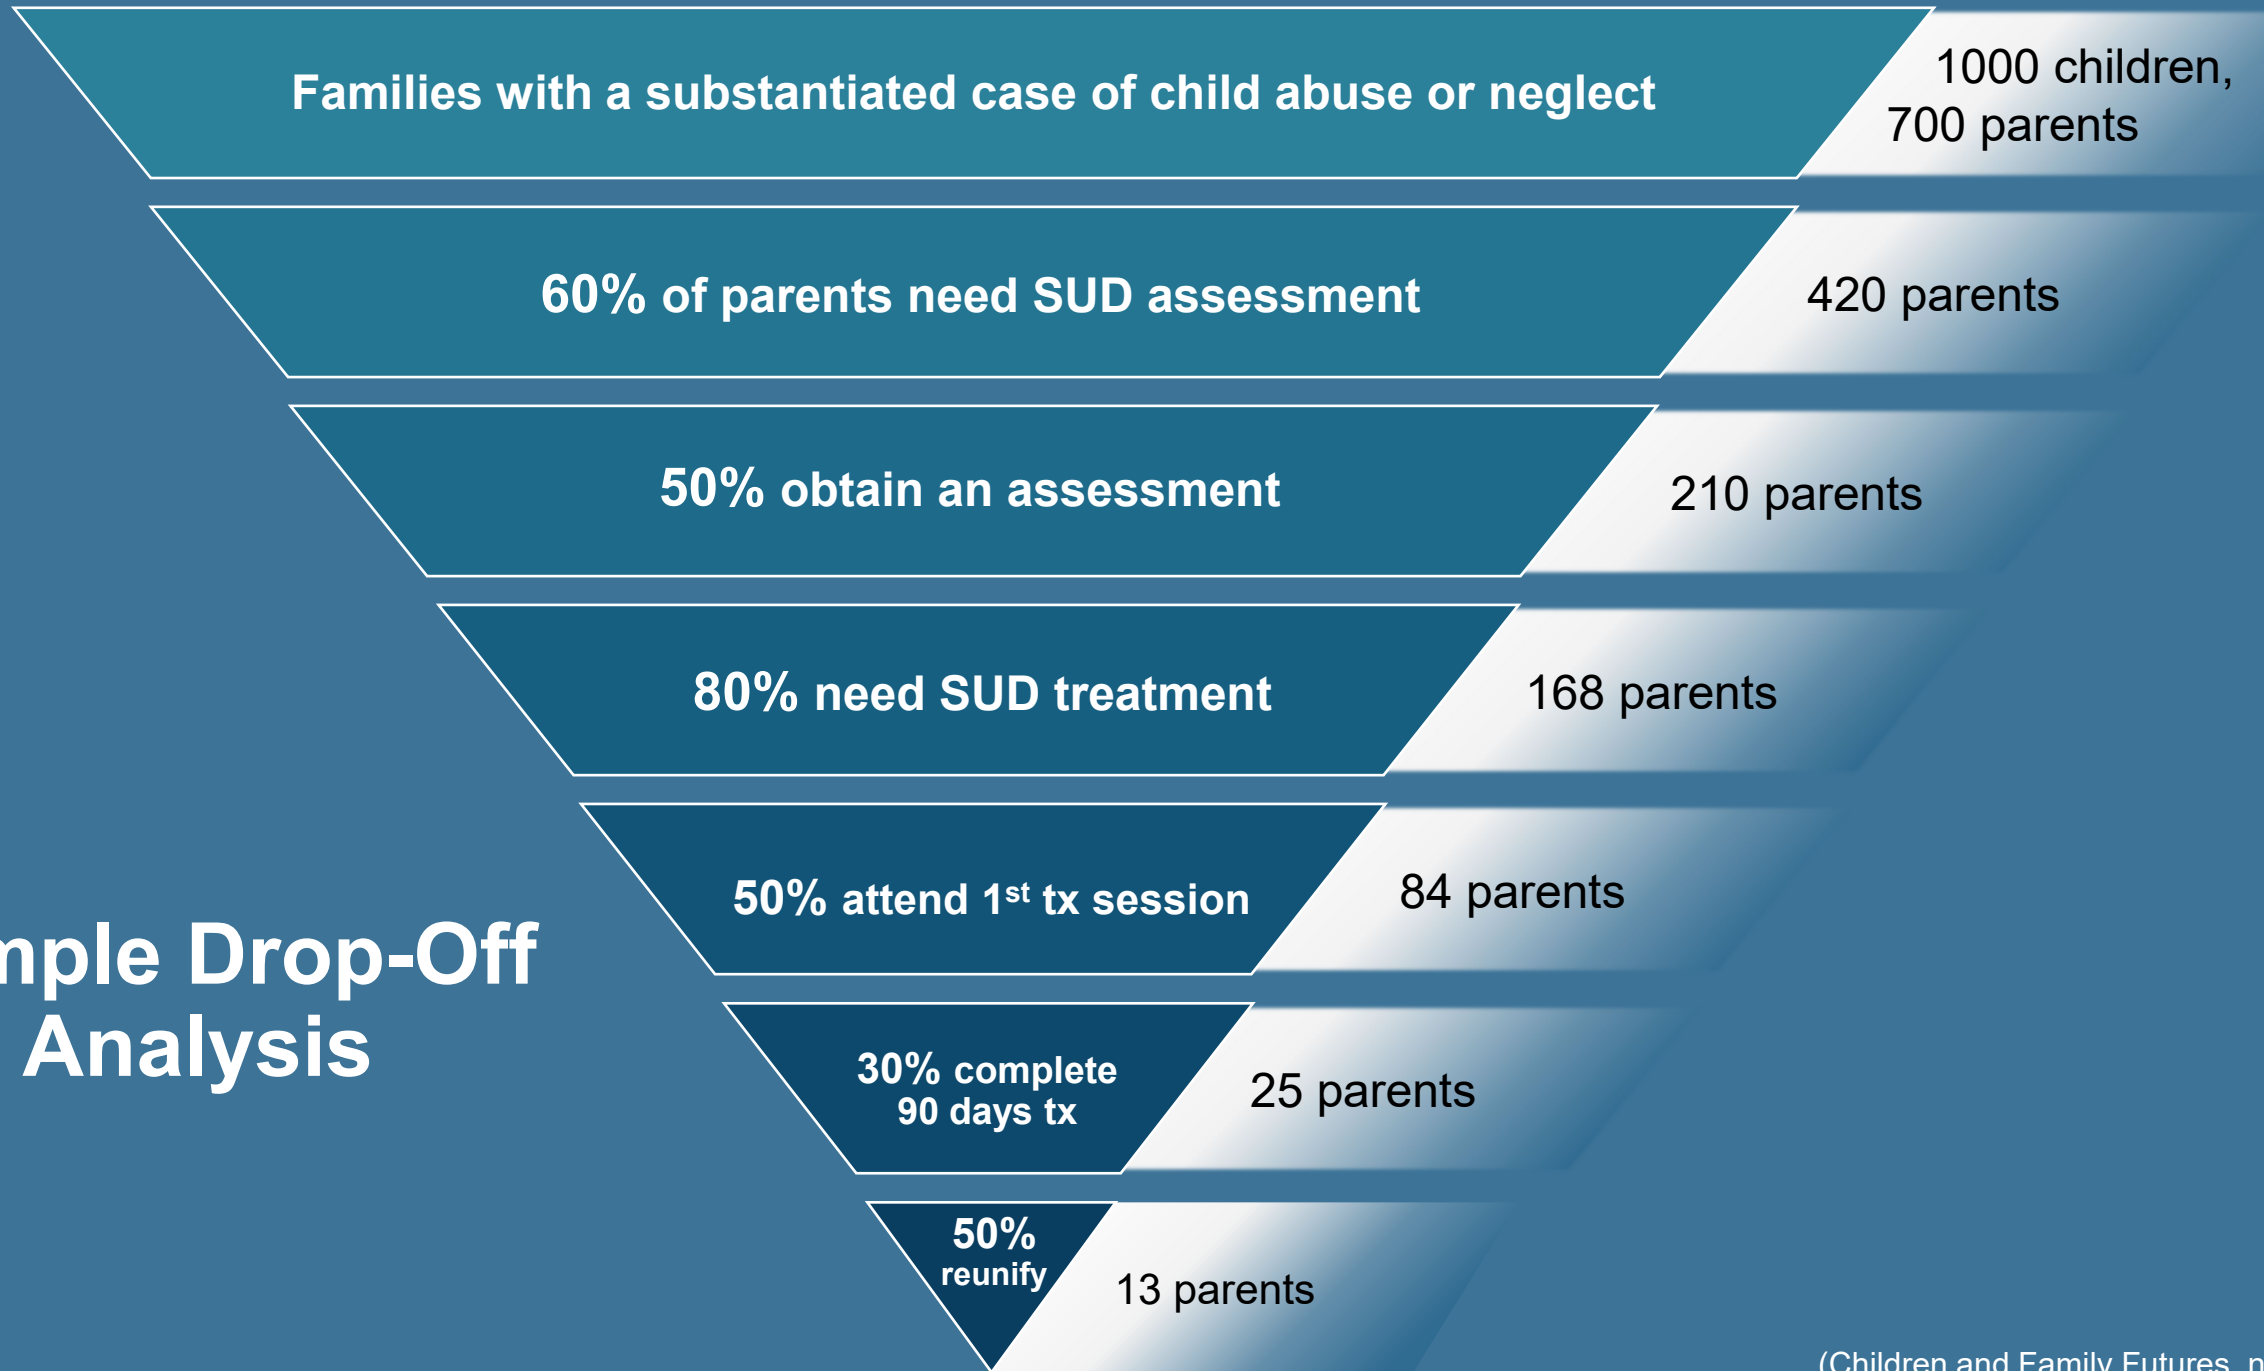 Families with a substantiated case of child abuse or neglect
1000 children,
700 parents
60% of parents need SUD assessment
420 parents
50% obtain an assessment
210 parents
80% need SUD treatment
168 parents
50% attend 1st tx session
84 parents
mple Drop-Off
Analysis
30% complete
90 days tx
25 parents
50%
reunify
13 parents
(Children and Family Futures,